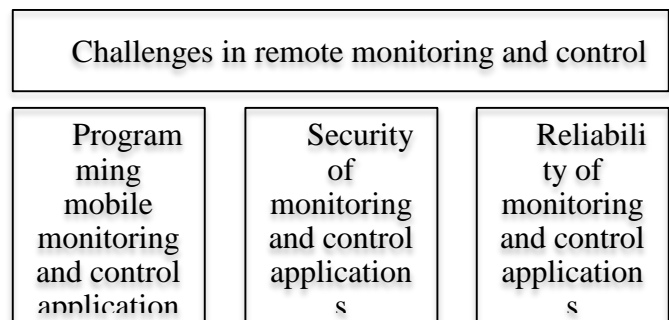 Challenges in remote monitoring and control
Program
ming
mobile
monitoring
and control
application
Security
of
monitoring
and control
application
s
Reliabili
ty of
monitoring
and control
application
s